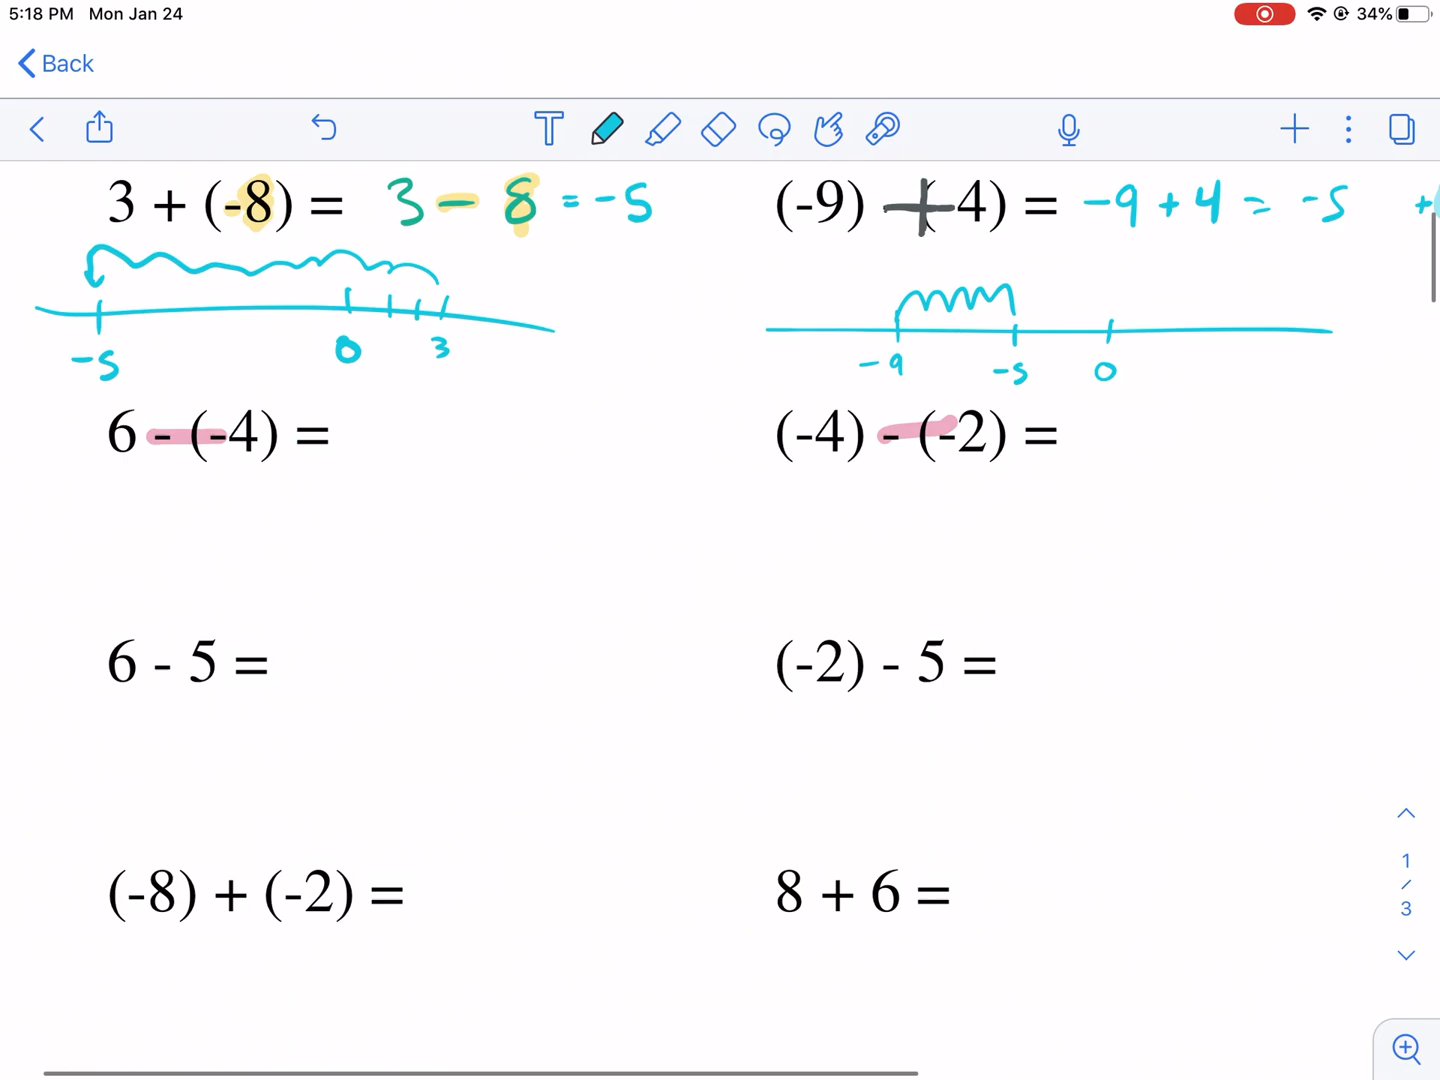 5:18 PM Mon Jan 24
34%
Back
3 + (-8) = 3 - 8 = -5
(-9) - (-4) = -9 + 4 = -5 +
-5 0 3
-9 -5 0
6 - (-4) =
(-4) - (-2) =
6 - 5 =
(-2) - 5 =
(-8) + (-2) =
8 + 6 =
1
/
3